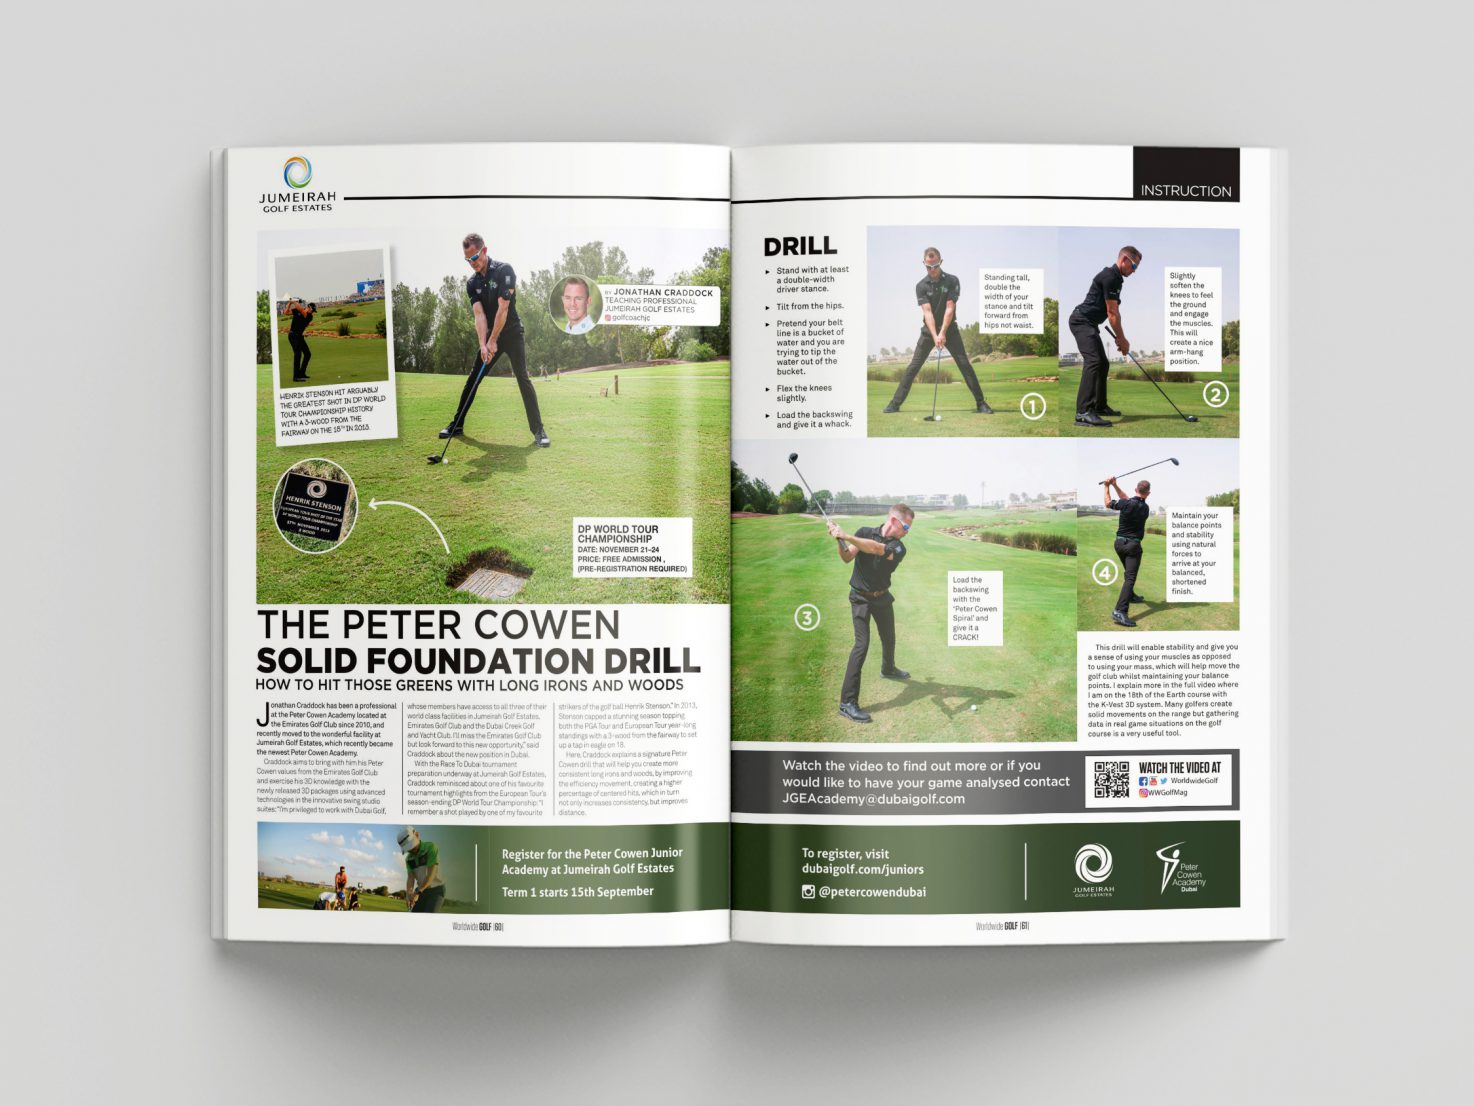 JUMEIRAH
GOLF ESTATES
HENRIK STENSON HIT ARGUABLY
THE GREATEST SHOT IN DP WORLD
TOUR CHAMPIONSHIP HISTORY
WITH A 3-WOOD FROM THE
FAIRWAY ON THE 18TH IN 2013.
BY JONATHAN CRADDOCK
TEACHING PROFESSIONAL
JUMEIRAH GOLF ESTATES
golfcoachjc
HENRIK STENSON
EUROPEAN TOUR SHOT OF THE YEAR
DP WORLD TOUR CHAMPIONSHIP
17TH NOVEMBER 2013
3 WOOD
DP WORLD TOUR
CHAMPIONSHIP
DATE: NOVEMBER 21-24
PRICE: FREE ADMISSION ,
(PRE-REGISTRATION REQUIRED)
THE PETER COWEN
SOLID FOUNDATION DRILL
HOW TO HIT THOSE GREENS WITH LONG IRONS AND WOODS
Jonathan Craddock has been a professional
at the Peter Cowen Academy located at
the Emirates Golf Club since 2010, and
recently moved to the wonderful facility at
Jumeirah Golf Estates, which recently became
the newest Peter Cowen Academy.
Craddock aims to bring with him his Peter
Cowen values from the Emirates Golf Club
and exercise his 3D knowledge with the
newly released 3D packages using advanced
technologies in the innovative swing studio
suites: "I'm privileged to work with Dubai Golf,
whose members have access to all three of their
world class facilities in Jumeirah Golf Estates,
Emirates Golf Club and the Dubai Creek Golf
and Yacht Club. I'll miss the Emirates Golf Club
but look forward to this new opportunity," said
Craddock about the new position in Dubai.
With the Race To Dubai tournament
preparation underway at Jumeirah Golf Estates,
Craddock reminisced about one of his favourite
tournament highlights from the European Tour's
season-ending DP World Tour Championship: "I
remember a shot played by one of my favourite
strikers of the golf ball Henrik Stenson." In 2013,
Stenson capped a stunning season topping
both the PGA Tour and European Tour year-long
standings with a 3-wood from the fairway to set
up a tap in eagle on 18.
Here, Craddock explains a signature Peter
Cowen drill that will help you create more
consistent long irons and woods, by improving
the efficiency movement, creating a higher
percentage of centered hits, which in turn
not only increases consistency, but improves
distance.
Register for the Peter Cowen Junior
Academy at Jumeirah Golf Estates
Term 1 starts 15th September
Worldwide GOLF |60|
INSTRUCTION
DRILL
▸ Stand with at least
a double-width
driver stance.
▸ Tilt from the hips.
▸ Pretend your belt
line is a bucket of
water and you are
trying to tip the
water out of the
bucket.
▸ Flex the knees
slightly.
▸ Load the backswing
and give it a whack.
Standing tall,
double the
width of your
stance and tilt
forward from
hips not waist.
1
Slightly
soften the
knees to feel
the ground
and engage
the muscles.
This will
create a nice
arm-hang
position.
2
3
Load the
backswing
with the
'Peter Cowen
Spiral' and
give it a
CRACK!
4
Maintain your
balance points
and stability
using natural
forces to
arrive at your
balanced,
shortened
finish.
This drill will enable stability and give you
a sense of using your muscles as opposed
to using your mass, which will help move the
golf club whilst maintaining your balance
points. I explain more in the full video where
I am on the 18th of the Earth course with
the K-Vest 3D system. Many golfers create
solid movements on the range but gathering
data in real game situations on the golf
course is a very useful tool.
Watch the video to find out more or if you
would like to have your game analysed contact
JGEAcademy@dubaigolf.com
WATCH THE VIDEO AT
WorldwideGolf
WWGolfMag
To register, visit
dubaigolf.com/juniors
@petercowendubai
JUMEIRAH
GOLF ESTATES
Peter
Cowen
Academy
Dubai
Worldwide GOLF |61|